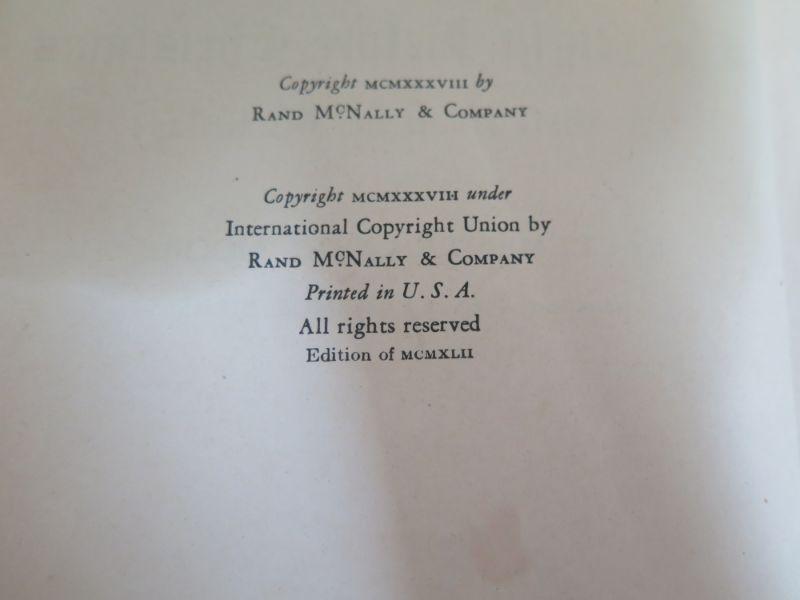 Copyright MCMXXXVIII by
RAND MCNALLY & COMPANY
Copyright MCMXXXVIII under
International Copyright Union by
RAND MCNALLY & COMPANY
Printed in U. S. A.
All rights reserved
Edition of MCMXLII